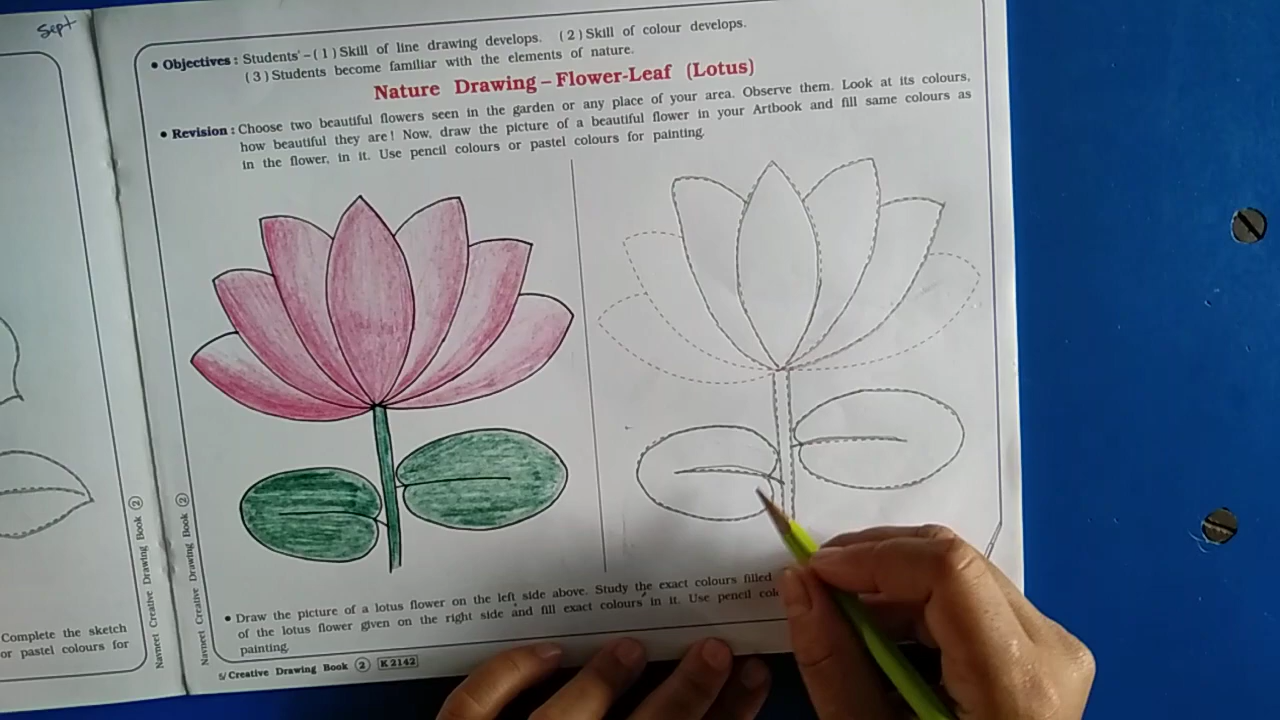 Sept
• Objectives : Students' – ( 1 ) Skill of line drawing develops. ( 2 ) Skill of colour develops.
( 3 ) Students become familiar with the elements of nature.
Nature Drawing – Flower-Leaf (Lotus)
• Revision : Choose two beautiful flowers seen in the garden or any place of your area. Observe them. Look at its colours,
how beautiful they are ! Now, draw the picture of a beautiful flower in your Artbook and fill same colours as
in the flower, in it. Use pencil colours or pastel colours for painting.
Navneet Creative Drawing Book 2
Navneet Creative Drawing Book 2
Complete the sketch
or pastel colours for
• Draw the picture of a lotus flower on the left side above. Study the exact colours filled
of the lotus flower given on the right side and fill exact colours in it. Use pencil
painting.
5/ Creative Drawing Book 2 K 2142